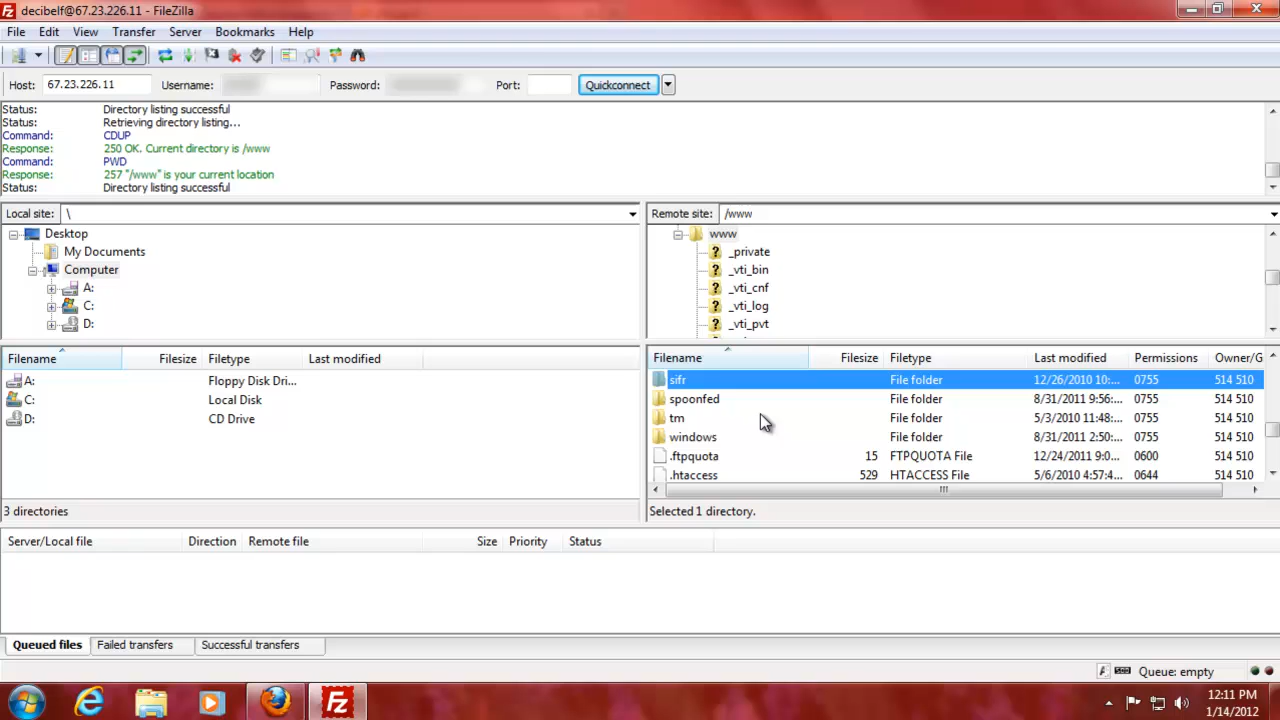 decibelf@67.23.226.11 - FileZilla
File Edit View Transfer Server Bookmarks Help
Host: 67.23.226.11 Username: Password: Port: Quickconnect
Status: Directory listing successful
Status: Retrieving directory listing...
Command: CDUP
Response: 250 OK. Current directory is /www
Command: PWD
Response: 257 "/www" is your current location
Status: Directory listing successful
Local site: \
Desktop
My Documents
Computer
A:
C:
D:
Filename Filesize Filetype Last modified
A: Floppy Disk Dri...
C: Local Disk
D: CD Drive
3 directories
Remote site: /www
www
_private
_vti_bin
_vti_cnf
_vti_log
_vti_pvt
Filename Filesize Filetype Last modified Permissions Owner/G
sifr File folder 12/26/2010 10:... 0755 514 510
spoonfed File folder 8/31/2011 9:56... 0755 514 510
tm File folder 5/3/2010 11:48:... 0755 514 510
windows File folder 8/31/2011 2:50:... 0755 514 510
.ftpquota 15 FTPQUOTA File 12/24/2011 9:0... 0600 514 510
.htaccess 529 HTACCESS File 5/6/2010 4:57:4... 0644 514 510
Selected 1 directory.
Server/Local file Direction Remote file Size Priority Status
Queued files Failed transfers Successful transfers
Queue: empty
12:11 PM
1/14/2012